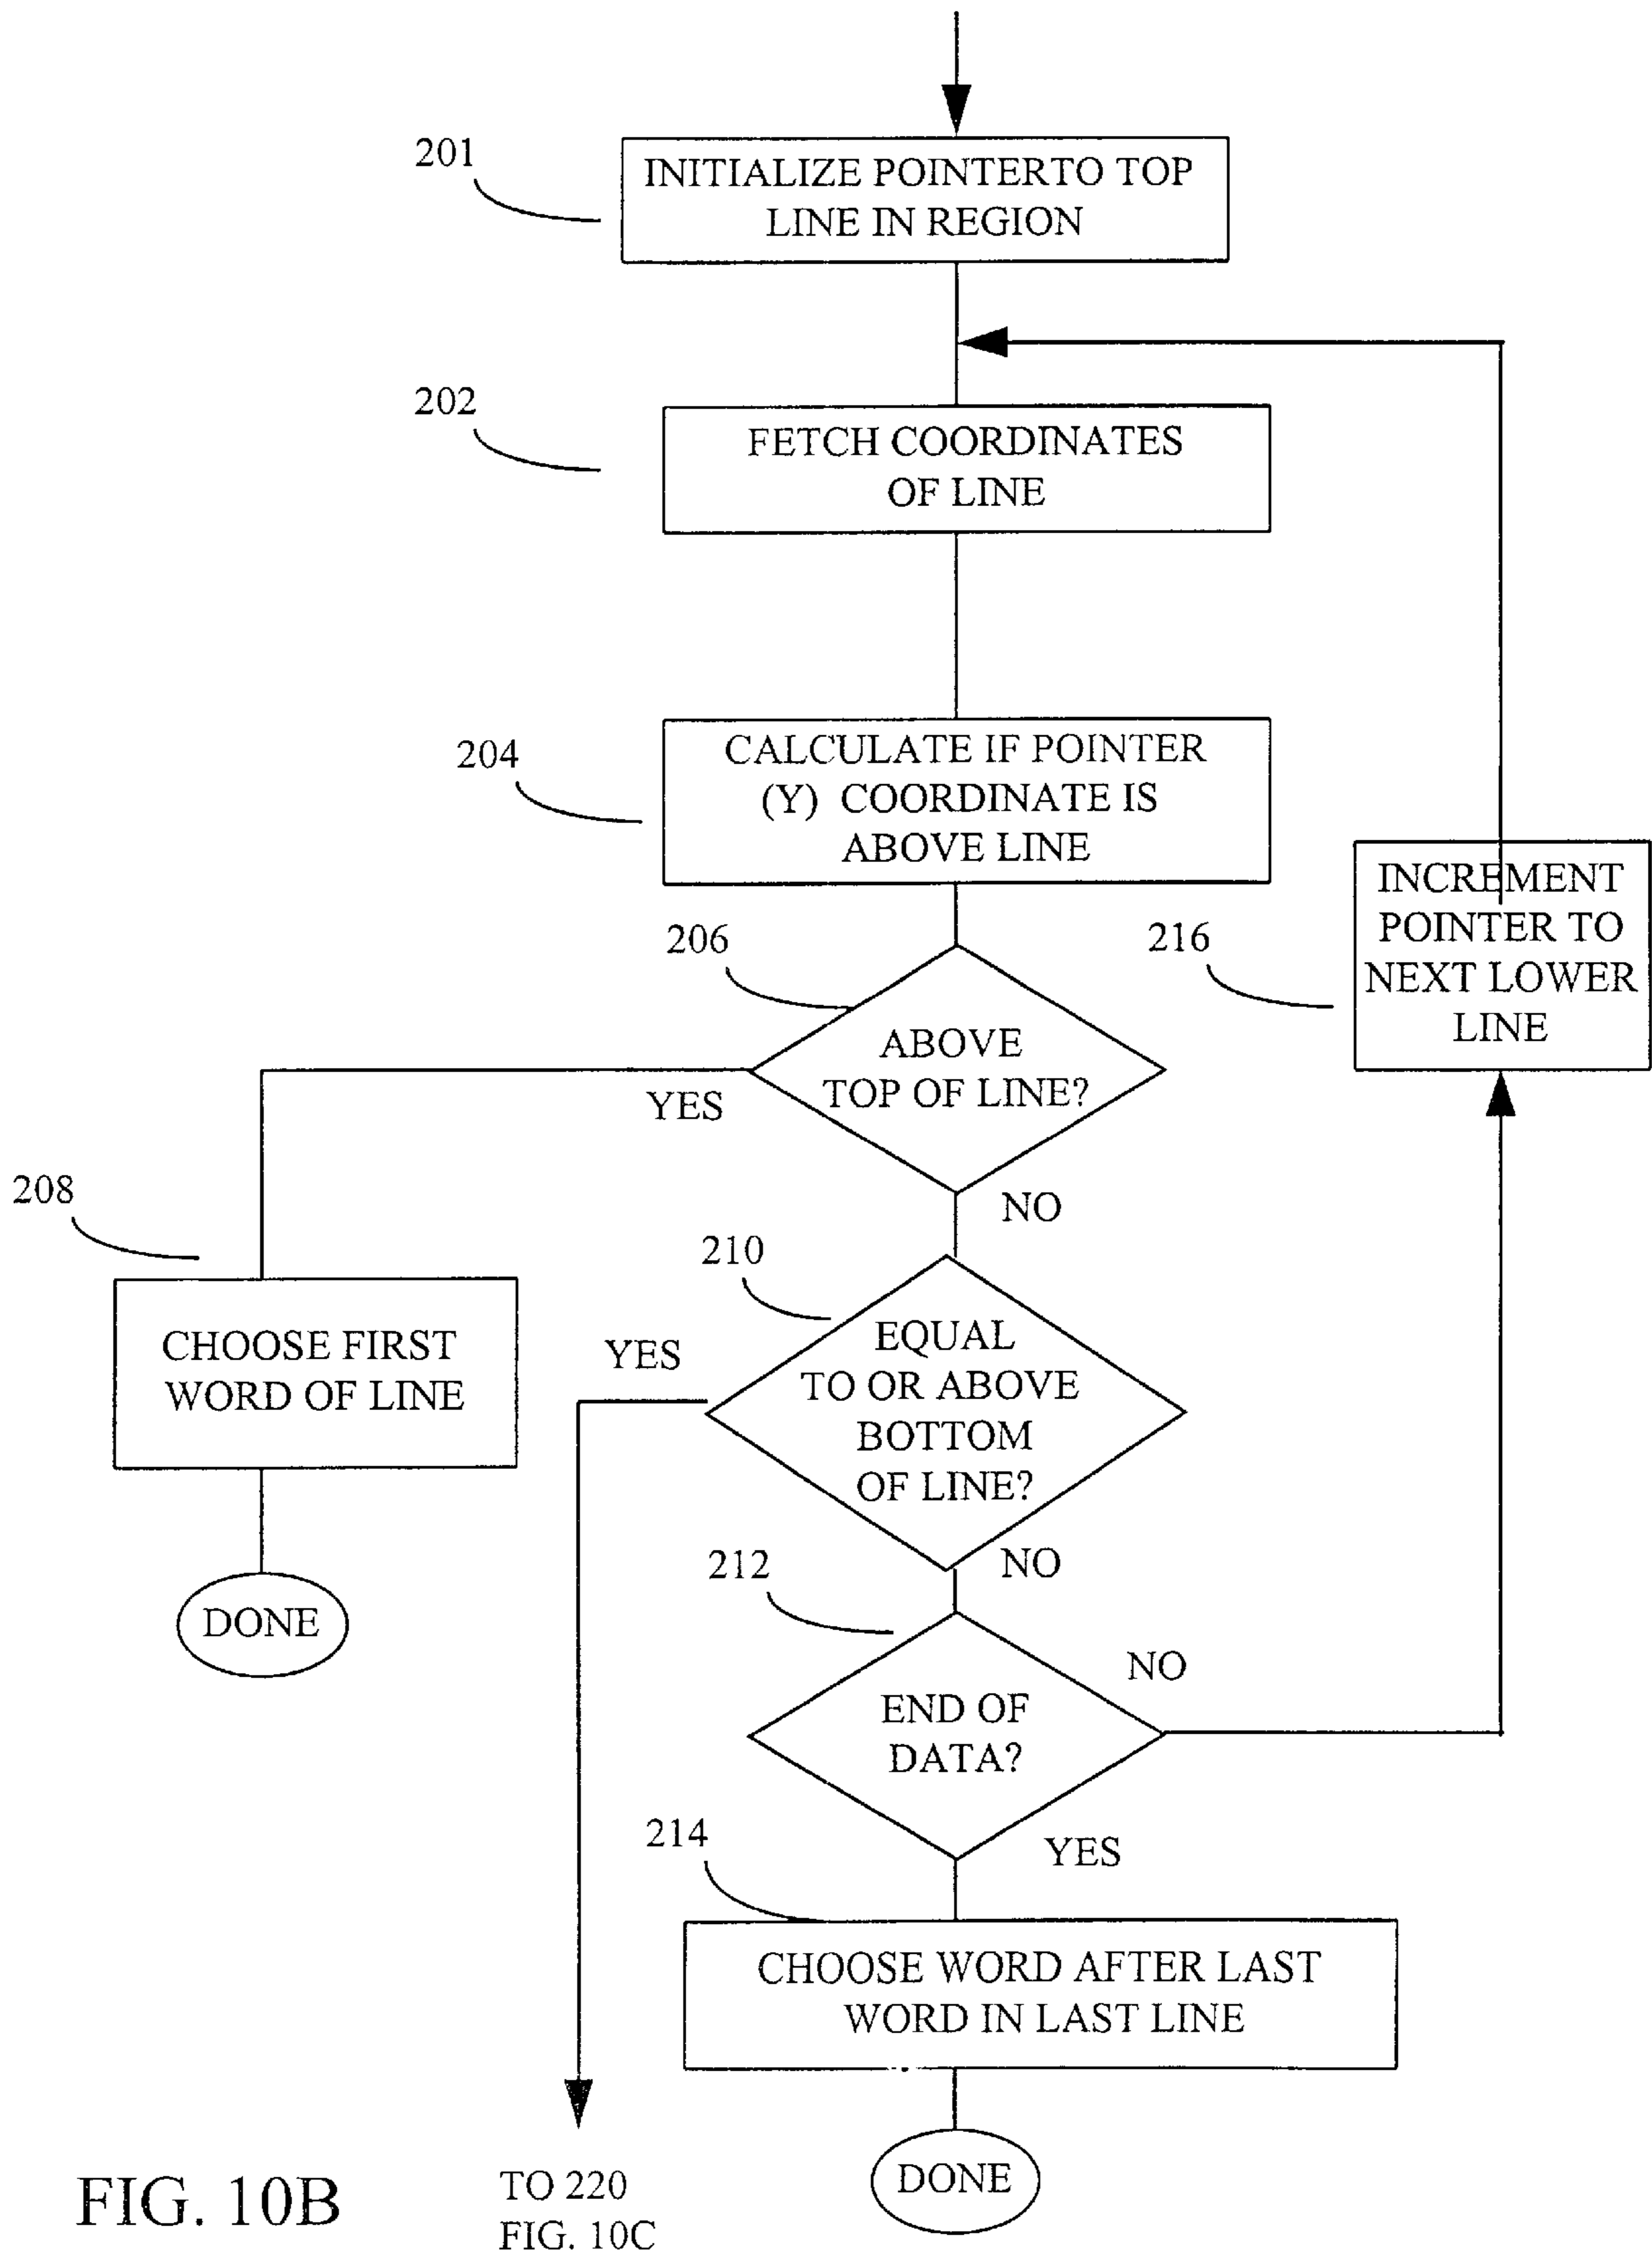 201
INITIALIZE POINTERTO TOP
LINE IN REGION
202
FETCH COORDINATES
OF LINE
204
CALCULATE IF POINTER
(Y) COORDINATE IS
ABOVE LINE
216
INCREMENT
POINTER TO
NEXT LOWER
LINE
206
ABOVE
TOP OF LINE?
YES
NO
208
CHOOSE FIRST
WORD OF LINE
DONE
210
EQUAL
TO OR ABOVE
BOTTOM
OF LINE?
YES
NO
212
END OF
DATA?
NO
YES
214
CHOOSE WORD AFTER LAST
WORD IN LAST LINE
DONE
TO 220
FIG. 10C
FIG. 10B